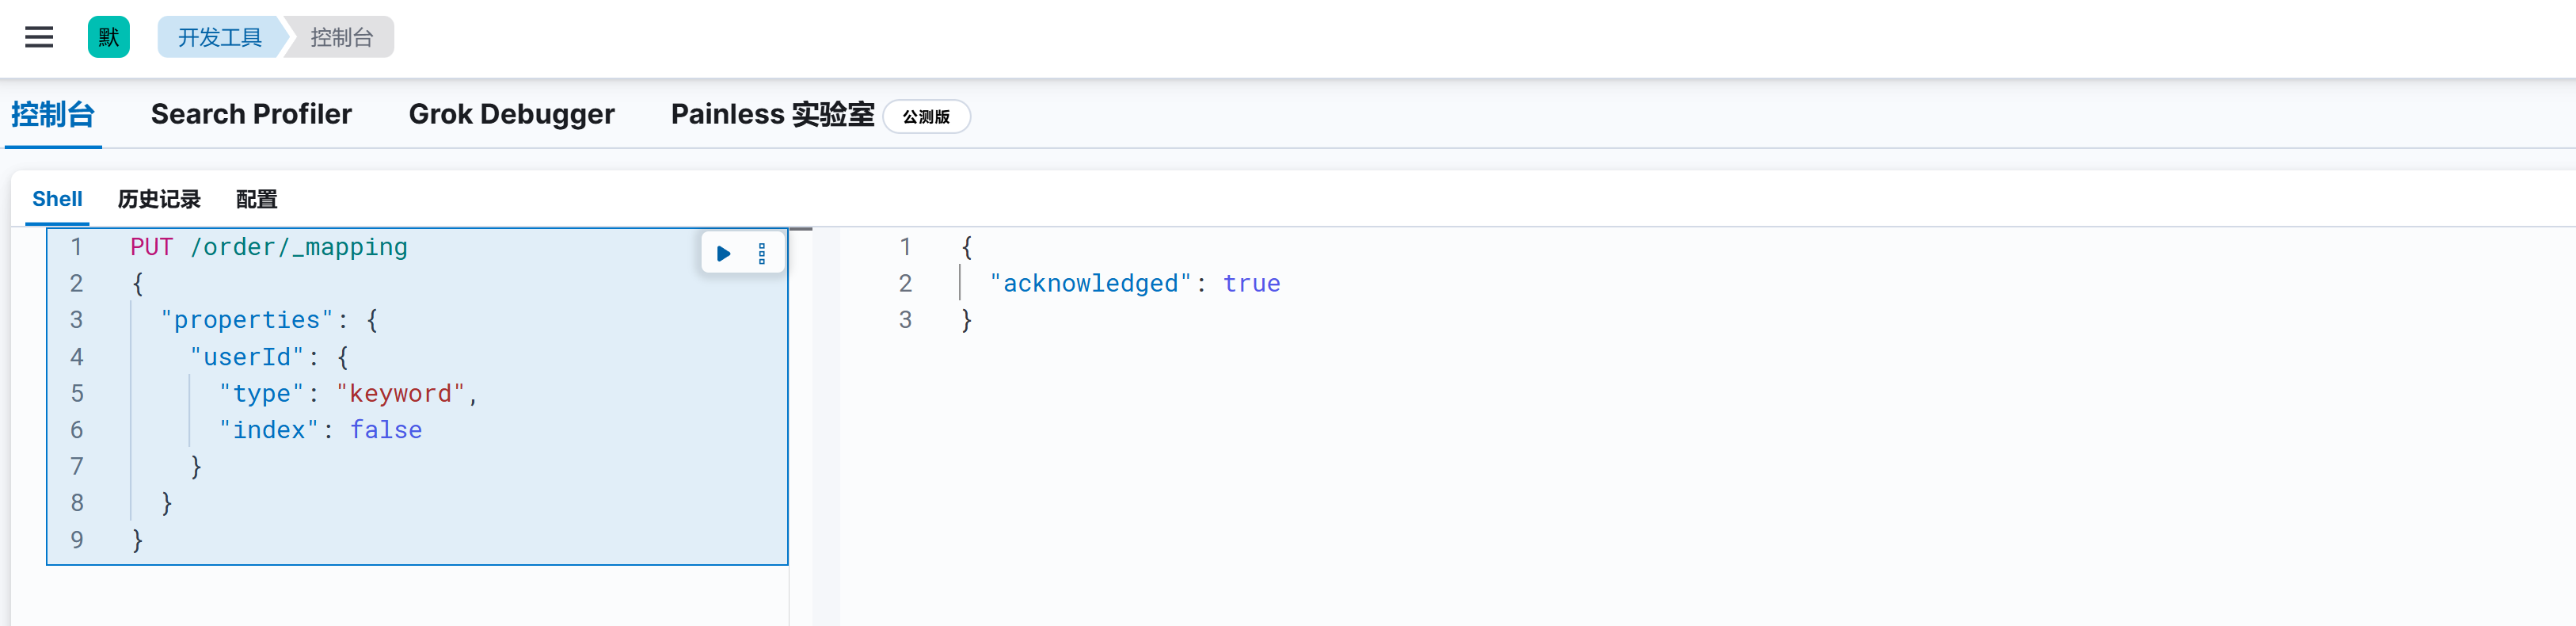 默 开发工具 控制台
控制台 Search Profiler Grok Debugger Painless 实验室 公测版
Shell 历史记录 配置
1 PUT /order/_mapping
2 {
3 "properties": {
4 "userId": {
5 "type": "keyword",
6 "index": false
7 }
8 }
9 }
1 {
2 "acknowledged": true
3 }